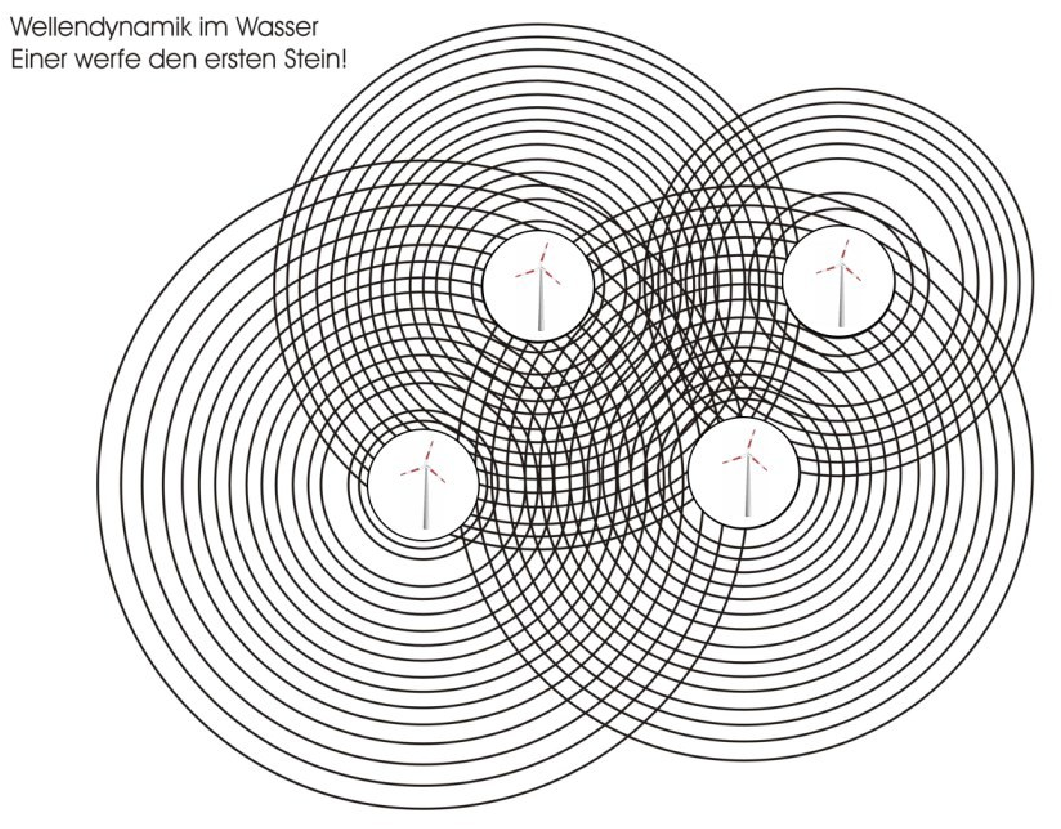 Wellendynamik im Wasser
Einer werfe den ersten Stein!